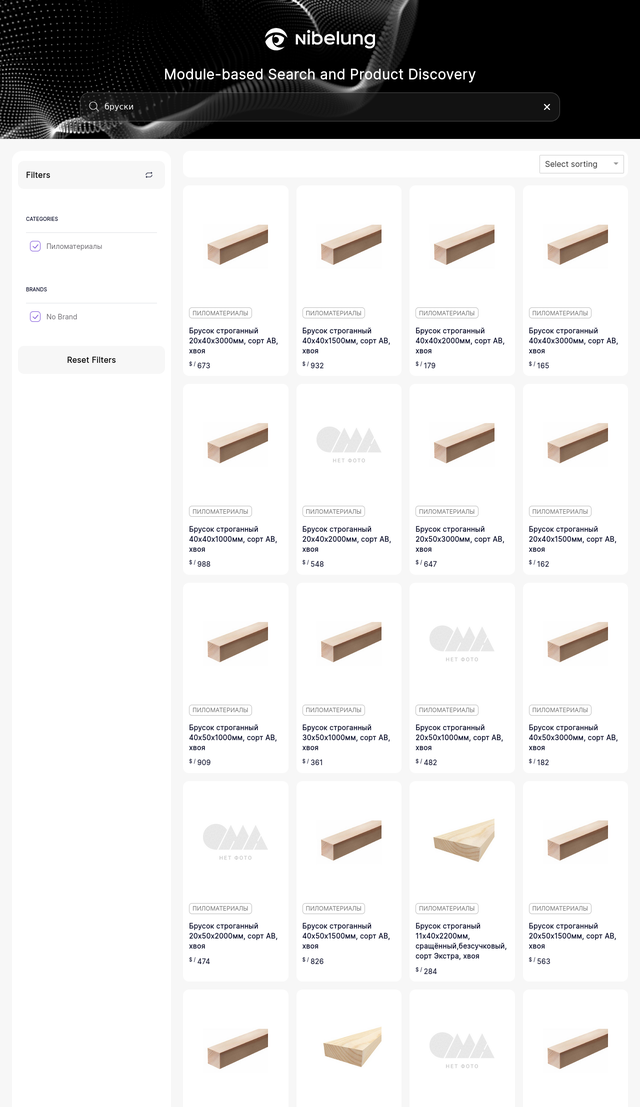 Nibelung
Module-based Search and Product Discovery
бруски
Filters
CATEGORIES
Пиломатериалы
BRANDS
No Brand
Reset Filters
Select sorting
ПИЛОМАТЕРИАЛЫ
Брусок строганный
20х40х3000мм, сорт АВ,
хвоя
$ / 673
ПИЛОМАТЕРИАЛЫ
Брусок строганный
40х40х1500мм, сорт АВ,
хвоя
$ / 932
ПИЛОМАТЕРИАЛЫ
Брусок строганный
40х40х2000мм, сорт АВ,
хвоя
$ / 179
ПИЛОМАТЕРИАЛЫ
Брусок строганный
40х40х3000мм, сорт АВ,
хвоя
$ / 165
ПИЛОМАТЕРИАЛЫ
Брусок строганный
40х40х1000мм, сорт АВ,
хвоя
$ / 988
НЕТ ФОТО
ПИЛОМАТЕРИАЛЫ
Брусок строганный
20х40х2000мм, сорт АВ,
хвоя
$ / 548
ПИЛОМАТЕРИАЛЫ
Брусок строганный
20х50х3000мм, сорт АВ,
хвоя
$ / 647
ПИЛОМАТЕРИАЛЫ
Брусок строганный
20х40х1500мм, сорт АВ,
хвоя
$ / 162
ПИЛОМАТЕРИАЛЫ
Брусок строганный
40х50х1000мм, сорт АВ,
хвоя
$ / 909
ПИЛОМАТЕРИАЛЫ
Брусок строганный
30х50х1000мм, сорт АВ,
хвоя
$ / 361
НЕТ ФОТО
ПИЛОМАТЕРИАЛЫ
Брусок строганный
20х50х1000мм, сорт АВ,
хвоя
$ / 482
ПИЛОМАТЕРИАЛЫ
Брусок строганный
40х50х3000мм, сорт АВ,
хвоя
$ / 182
НЕТ ФОТО
ПИЛОМАТЕРИАЛЫ
Брусок строганный
20х50х2000мм, сорт АВ,
хвоя
$ / 474
ПИЛОМАТЕРИАЛЫ
Брусок строганный
40х50х1500мм, сорт АВ,
хвоя
$ / 826
ПИЛОМАТЕРИАЛЫ
Брусок строганый
11х40х2200мм,
сращённый,безсучковый,
сорт Экстра, хвоя
$ / 284
ПИЛОМАТЕРИАЛЫ
Брусок строганный
20х50х1500мм, сорт АВ,
хвоя
$ / 563
НЕТ ФОТО